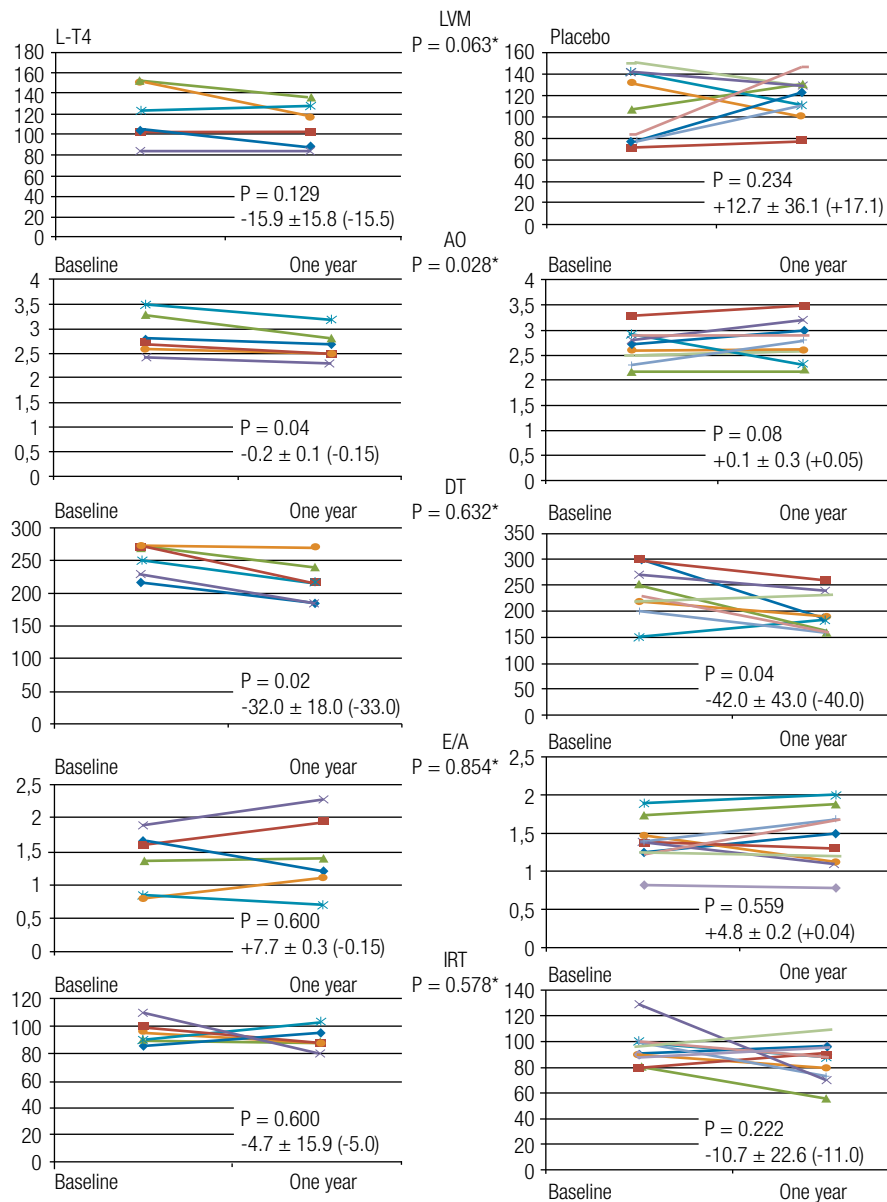 LVM
L-T4
P = 0.063*
Placebo
180
160
140
120
100
80
60
40
20
0
P = 0.129
-15.9 ±15.8 (-15.5)
160
140
120
100
80
60
40
20
0
P = 0.234
+12.7 ± 36.1 (+17.1)
AO
Baseline
One year
P = 0.028*
Baseline
One year
4
3,5
3
2,5
2
1,5
1
0,5
0
P = 0.04
-0.2 ± 0.1 (-0.15)
4
3,5
3
2,5
2
1,5
1
0,5
0
P = 0.08
+0.1 ± 0.3 (+0.05)
DT
Baseline
One year
P = 0.632*
Baseline
One year
300
250
200
150
100
50
0
P = 0.02
-32.0 ± 18.0 (-33.0)
350
300
250
200
150
100
50
0
P = 0.04
-42.0 ± 43.0 (-40.0)
E/A
Baseline
One year
P = 0.854*
Baseline
One year
2,5
2
1,5
1
0,5
0
P = 0.600
+7.7 ± 0.3 (-0.15)
2,5
2
1,5
1
0,5
0
P = 0.559
+4.8 ± 0.2 (+0.04)
IRT
Baseline
One year
P = 0.578*
Baseline
One year
120
100
80
60
40
20
0
P = 0.600
-4.7 ± 15.9 (-5.0)
140
120
100
80
60
40
20
0
P = 0.222
-10.7 ± 22.6 (-11.0)
Baseline
One year
Baseline
One year